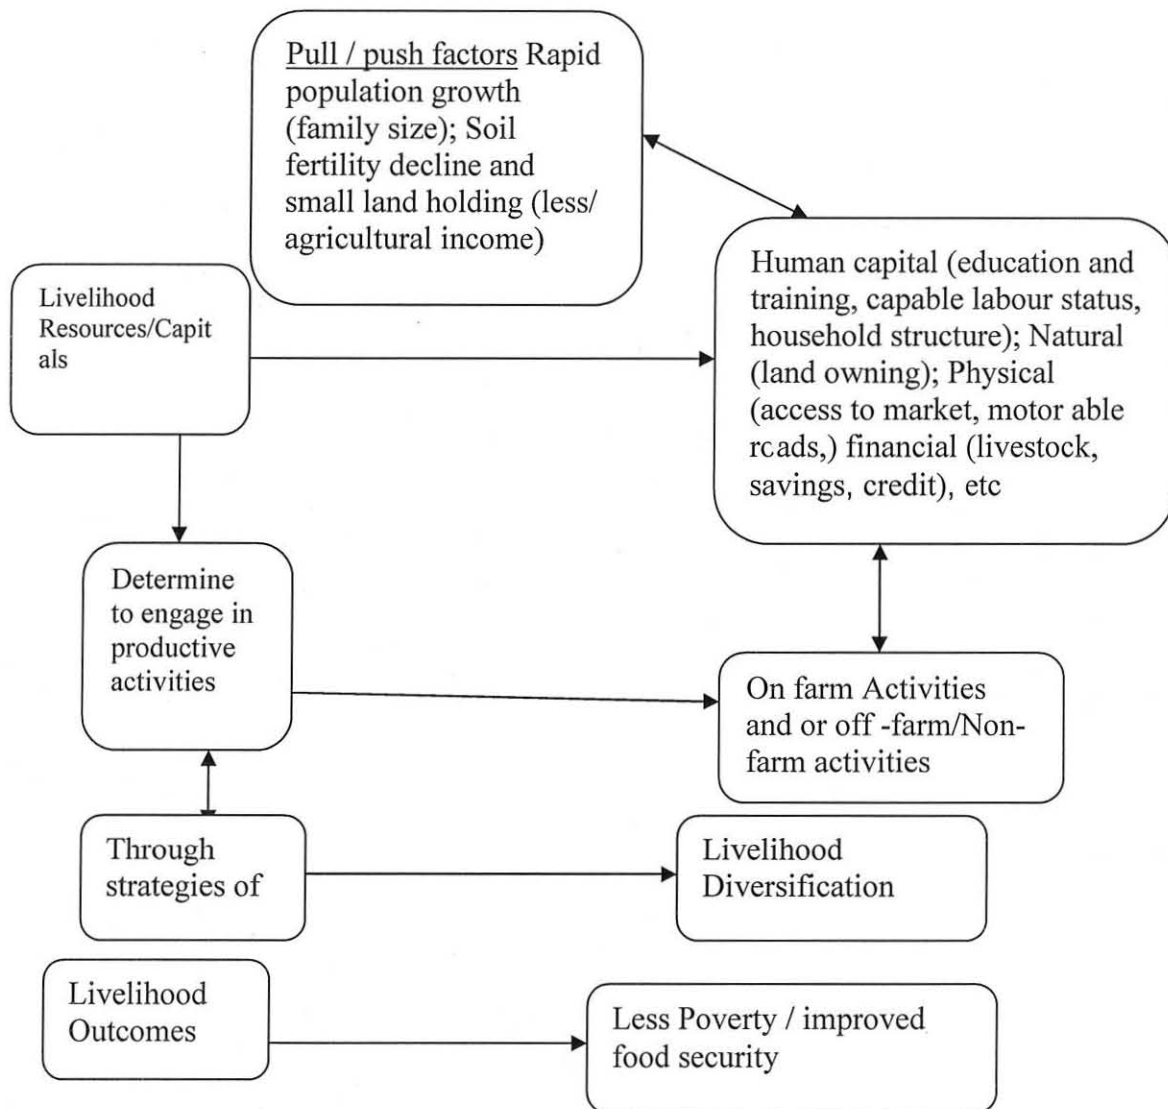 Pull / push factors Rapid
population growth
(family size); Soil
fertility decline and
small land holding (less/
agricultural income)
Livelihood
Resources/Capit
als
Human capital (education and
training, capable labour status,
household structure); Natural
(land owning); Physical
(access to market, motor able
roads,) financial (livestock,
savings, credit), etc
Determine
to engage in
productive
activities
On farm Activities
and or off -farm/Non-
farm activities
Through
strategies of
Livelihood
Diversification
Livelihood
Outcomes
Less Poverty / improved
food security